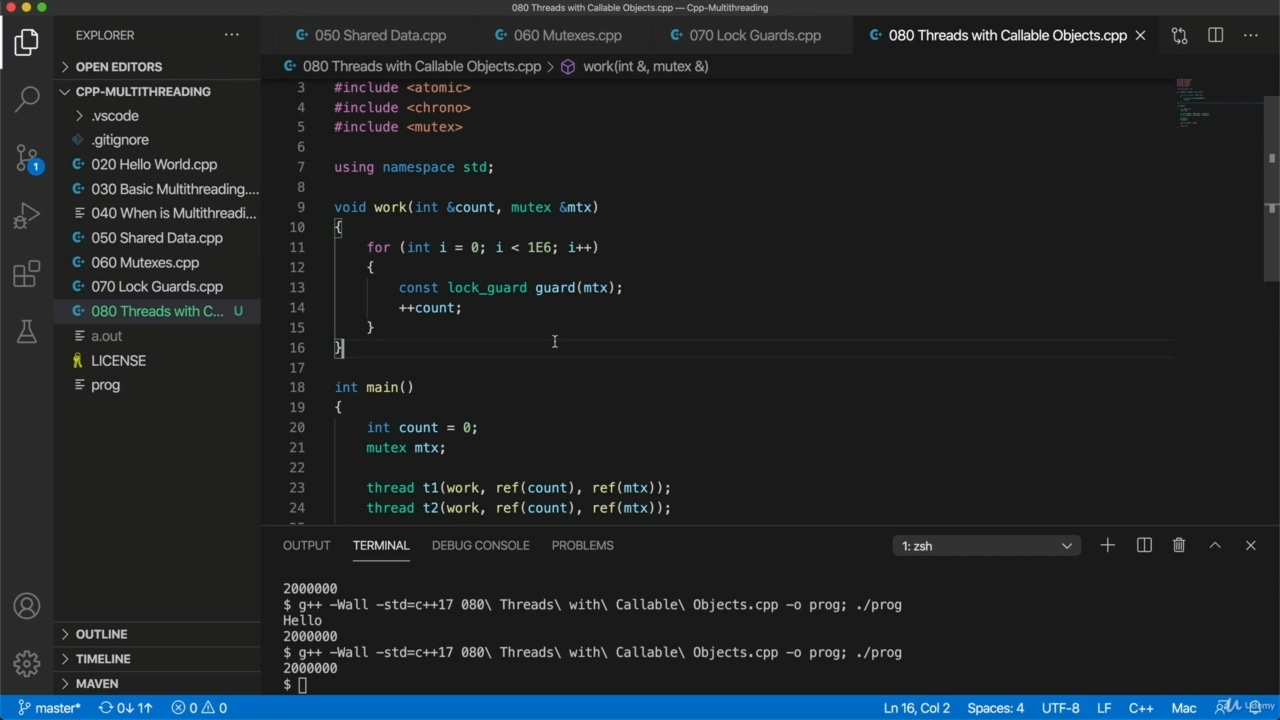 080 Threads with Callable Objects.cpp — Cpp-Multithreading
EXPLORER
050 Shared Data.cpp
060 Mutexes.cpp
070 Lock Guards.cpp
080 Threads with Callable Objects.cpp
OPEN EDITORS
CPP-MULTITHREADING
.vscode
.gitignore
020 Hello World.cpp
030 Basic Multithreading....
040 When is Multithreadi...
050 Shared Data.cpp
060 Mutexes.cpp
070 Lock Guards.cpp
080 Threads with C... U
a.out
LICENSE
prog
OUTLINE
TIMELINE
MAVEN
1
080 Threads with Callable Objects.cpp > work(int &, mutex &)
3 #include <atomic>
4 #include <chrono>
5 #include <mutex>
6
7 using namespace std;
8
9 void work(int &count, mutex &mtx)
10 {
11 for (int i = 0; i < 1E6; i++)
12 {
13 const lock_guard guard(mtx);
14 ++count;
15 }
16 }
17
18 int main()
19 {
20 int count = 0;
21 mutex mtx;
22
23 thread t1(work, ref(count), ref(mtx));
24 thread t2(work, ref(count), ref(mtx));
OUTPUT TERMINAL DEBUG CONSOLE PROBLEMS
1: zsh
2000000
$ g++ -Wall -std=c++17 080\ Threads\ with\ Callable\ Objects.cpp -o prog; ./prog
Hello
2000000
$ g++ -Wall -std=c++17 080\ Threads\ with\ Callable\ Objects.cpp -o prog; ./prog
2000000
$
master* 0↓ 1↑ 0 0
Ln 16, Col 2 Spaces: 4 UTF-8 LF C++ Mac
Udemy